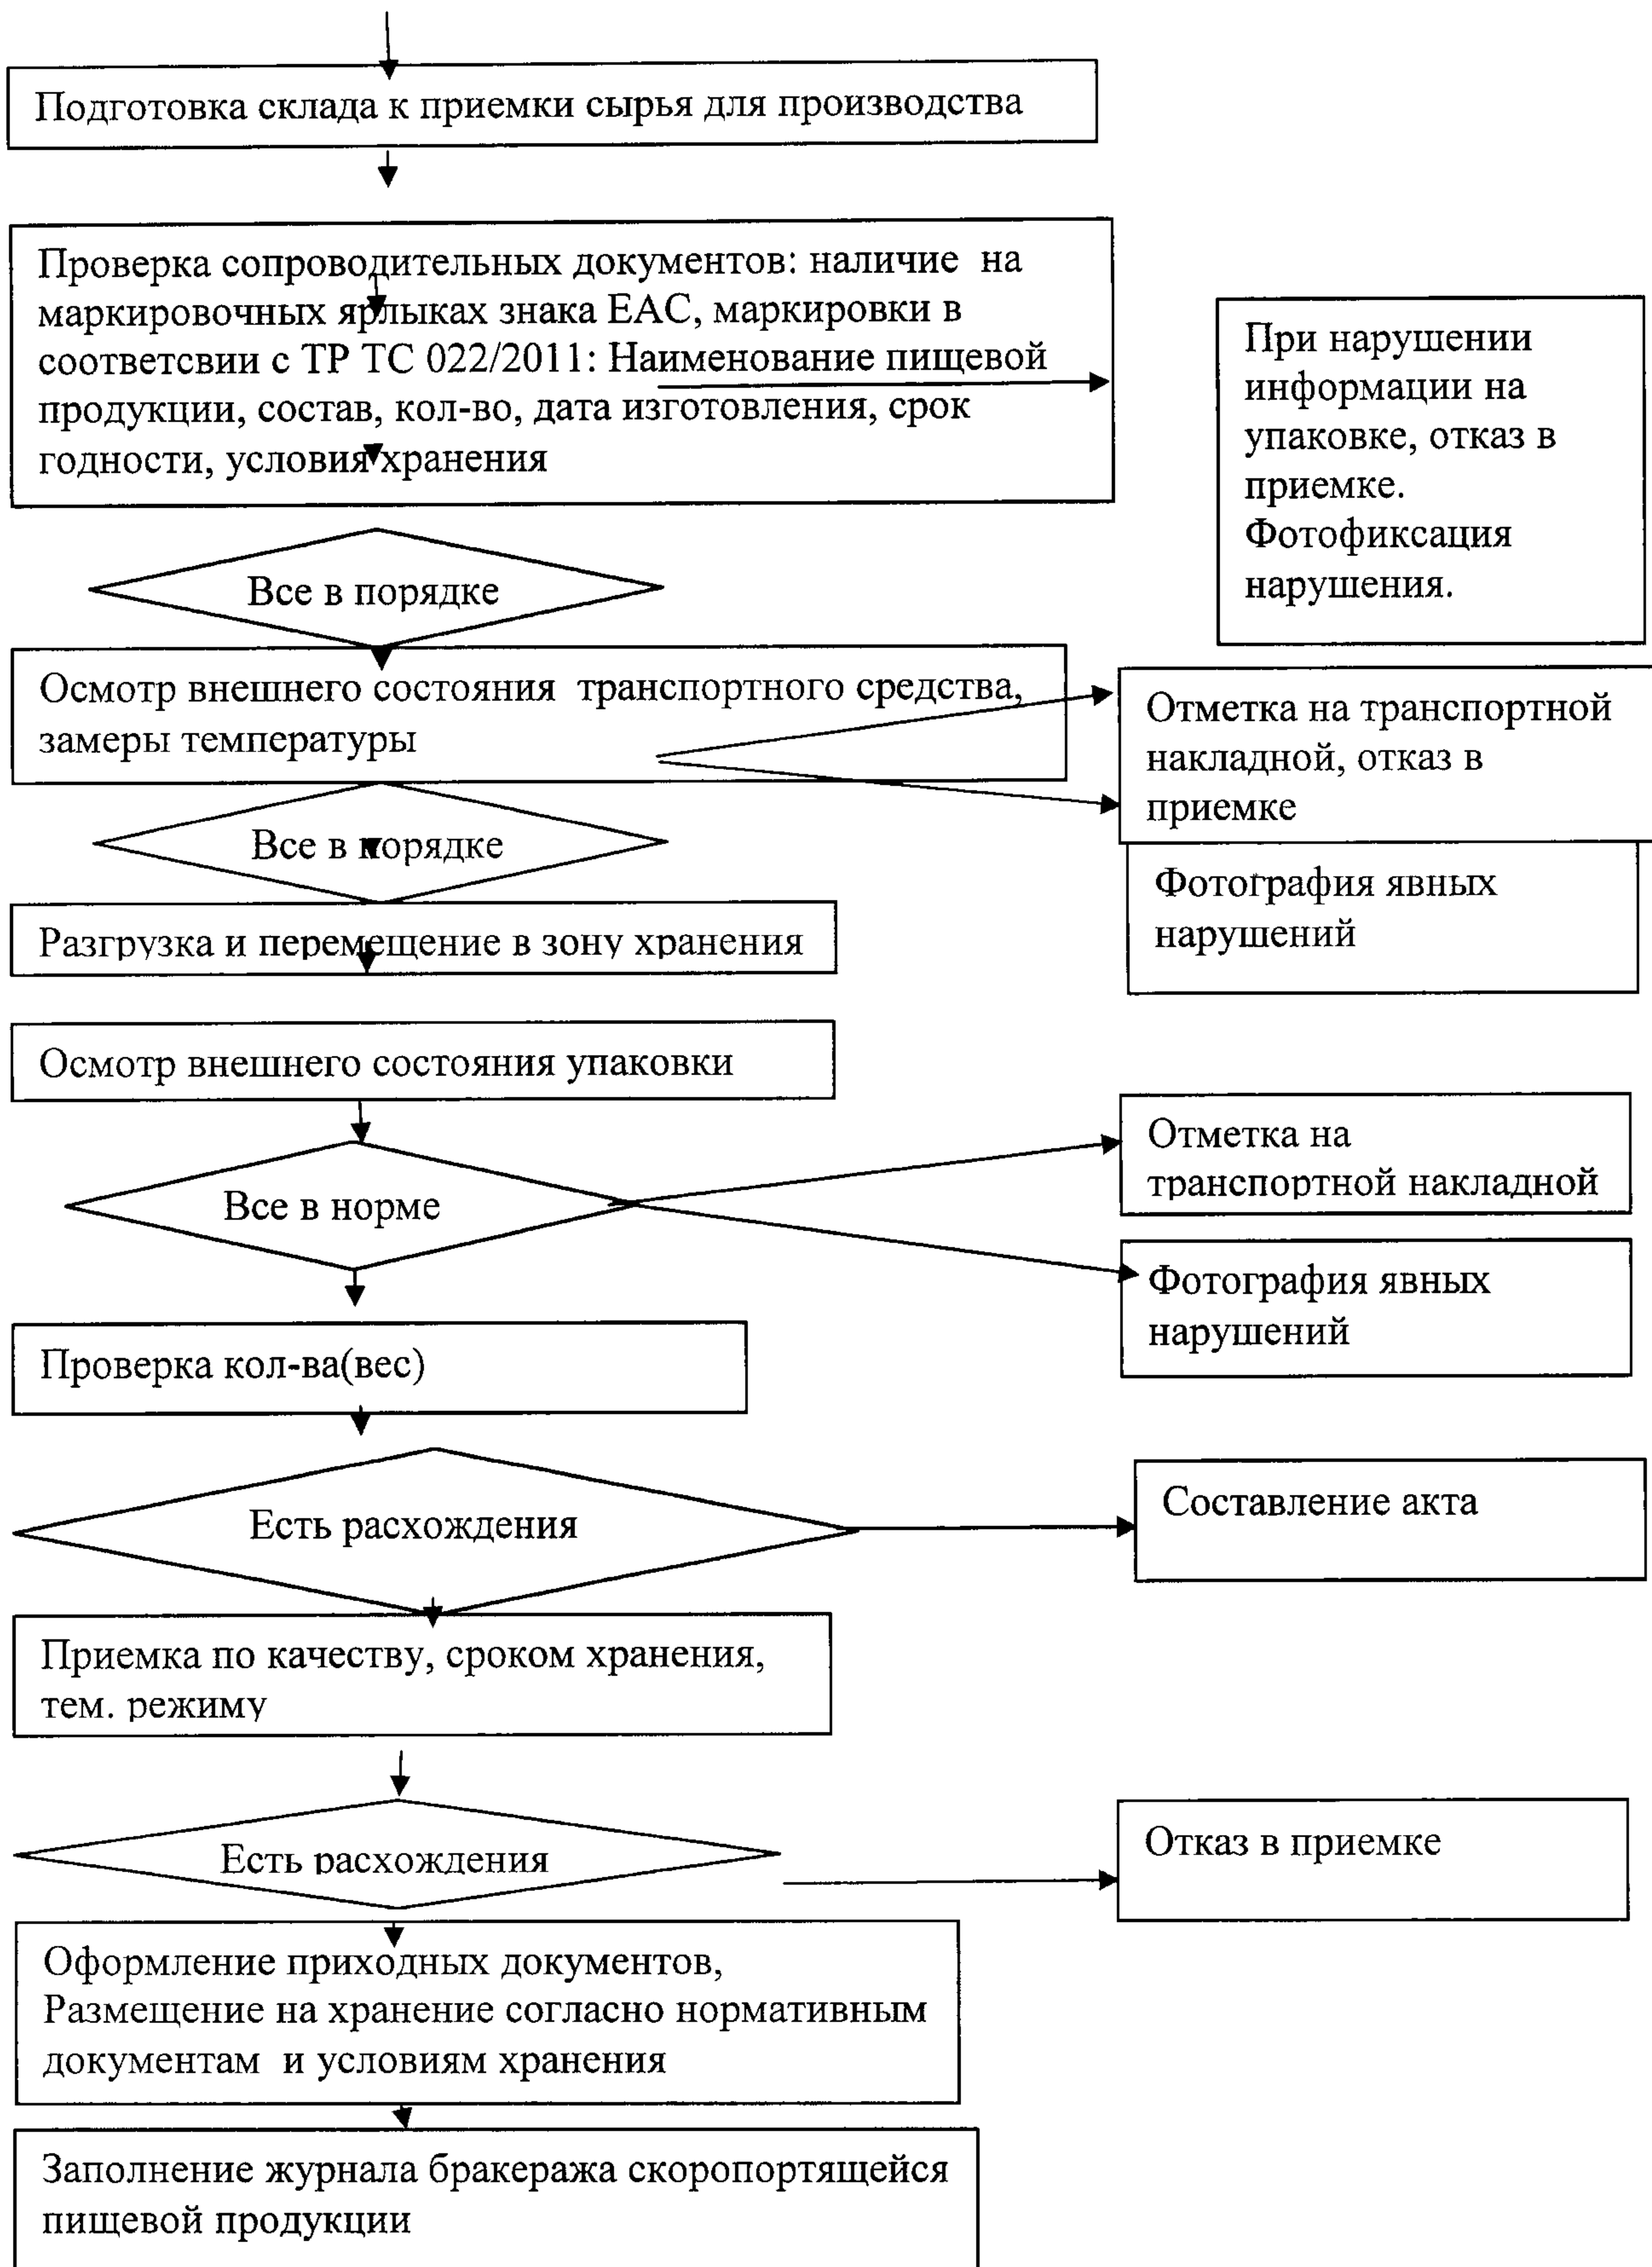 Подготовка склада к приемки сырья для производства
Проверка сопроводительных документов: наличие на
маркировочных ярлыках знака ЕАС, маркировки в
соответсвии с ТР ТС 022/2011: Наименование пищевой
продукции, состав, кол-во, дата изготовления, срок
годности, условия хранения
При нарушении
информации на
упаковке, отказ в
приемке.
Фотофиксация
нарушения.
Все в порядке
Осмотр внешнего состояния транспортного средства,
замеры температуры
Отметка на транспортной
накладной, отказ в
приемке
Все в порядке
Фотография явных
нарушений
Разгрузка и перемещение в зону хранения
Осмотр внешнего состояния упаковки
Отметка на
транспортной накладной
Все в норме
Фотография явных
нарушений
Проверка кол-ва(вес)
Есть расхождения
Составление акта
Приемка по качеству, сроком хранения,
тем. режиму
Есть расхождения
Отказ в приемке
Оформление приходных документов,
Размещение на хранение согласно нормативным
документам и условиям хранения
Заполнение журнала бракеража скоропортящейся
пищевой продукции